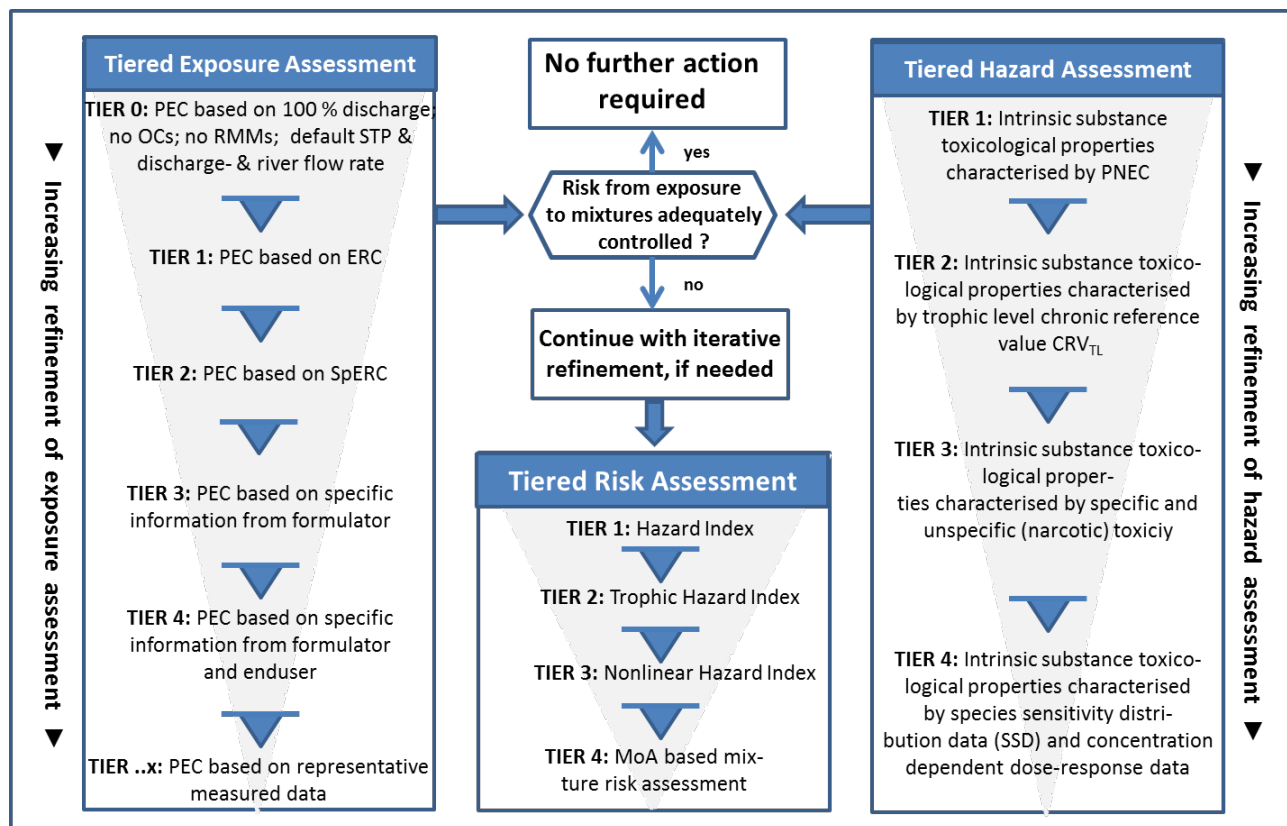 Tiered Exposure Assessment
TIER 0: PEC based on 100 % discharge;
no OCs; no RMMs; default STP &
discharge- & river flow rate
TIER 1: PEC based on ERC
TIER 2: PEC based on SpERC
TIER 3: PEC based on specific
information from formulator
TIER 4: PEC based on specific
information from formulator
and enduser
TIER ..x: PEC based on representative
measured data
▼ Increasing refinement of exposure assessment ▼
No further action
required
yes
Risk from exposure
to mixtures adequately
controlled ?
no
Continue with iterative
refinement, if needed
Tiered Risk Assessment
TIER 1: Hazard Index
TIER 2: Trophic Hazard Index
TIER 3: Nonlinear Hazard Index
TIER 4: MoA based mix-
ture risk assessment
Tiered Hazard Assessment
TIER 1: Intrinsic substance
toxicological properties
characterised by PNEC
TIER 2: Intrinsic substance toxico-
logical properties characterised
by trophic level chronic reference
value CRVTL
TIER 3: Intrinsic substance toxico-
logical proper-
ties characterised by specific and
unspecific (narcotic) toxiciy
TIER 4: Intrinsic substance toxico-
logical properties characterised
by species sensitivity distri-
bution data (SSD) and concentration
dependent dose-response data
▼ Increasing refinement of hazard assessment ▼